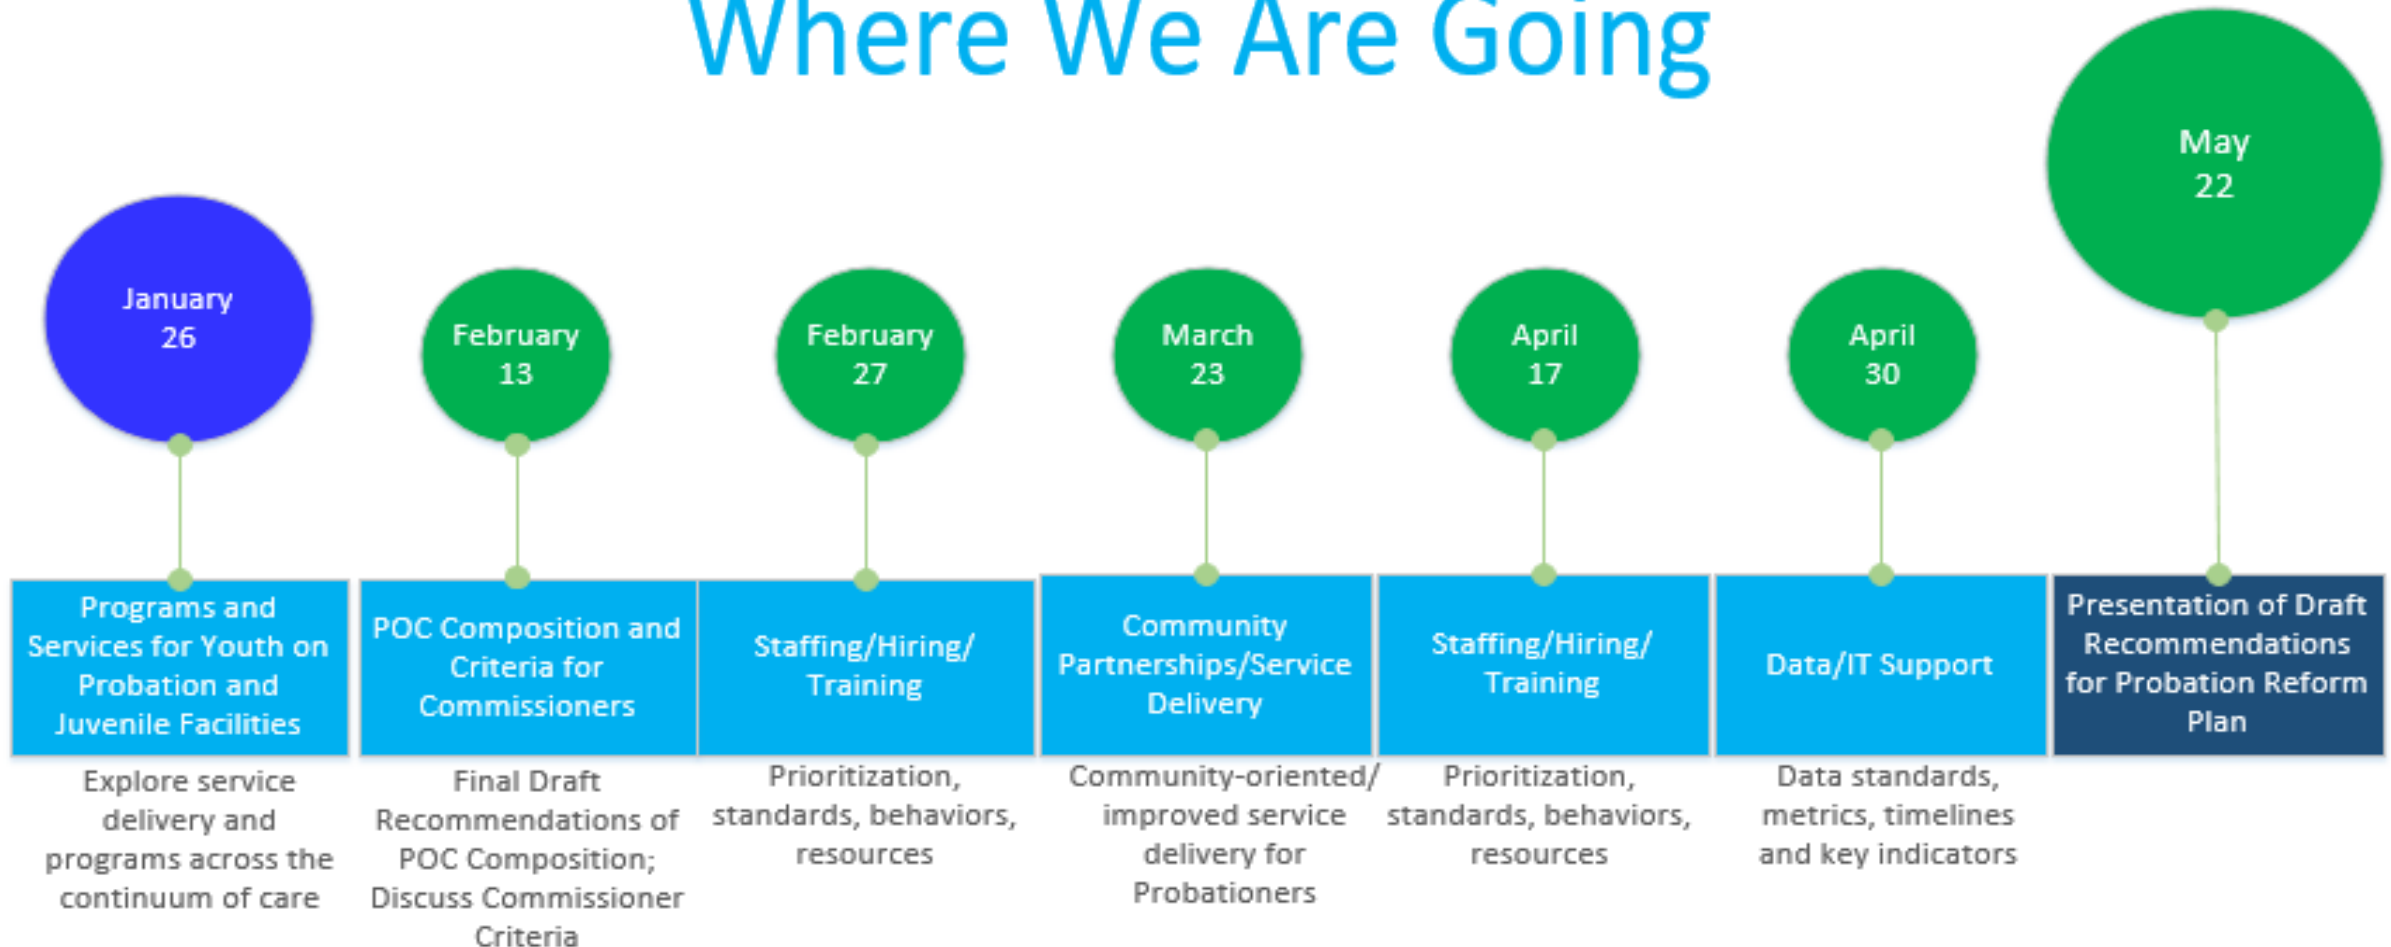 Where We Are Going
January
26
February
13
February
27
March
23
April
17
April
30
May
22
Programs and
Services for Youth on
Probation and
Juvenile Facilities
POC Composition and
Criteria for
Commissioners
Staffing/Hiring/
Training
Community
Partnerships/Service
Delivery
Staffing/Hiring/
Training
Data/IT Support
Presentation of Draft
Recommendations
for Probation Reform
Plan
Explore service
delivery and
programs across the
continuum of care
Final Draft
Recommendations of
POC Composition;
Discuss Commissioner
Criteria
Prioritization,
standards, behaviors,
resources
Community-oriented/
improved service
delivery for
Probationers
Prioritization,
standards, behaviors,
resources
Data standards,
metrics, timelines
and key indicators